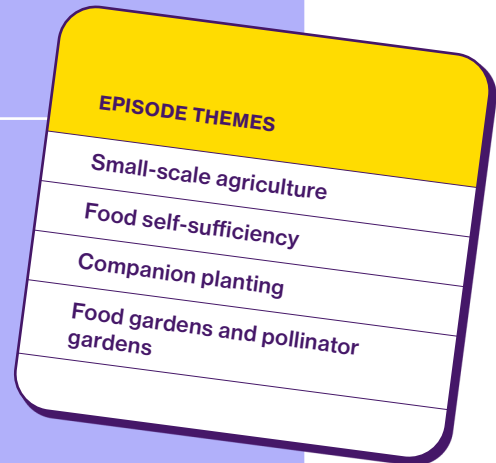 EPISODE THEMES
Small-scale agriculture
Food self-sufficiency
Companion planting
Food gardens and pollinator
gardens